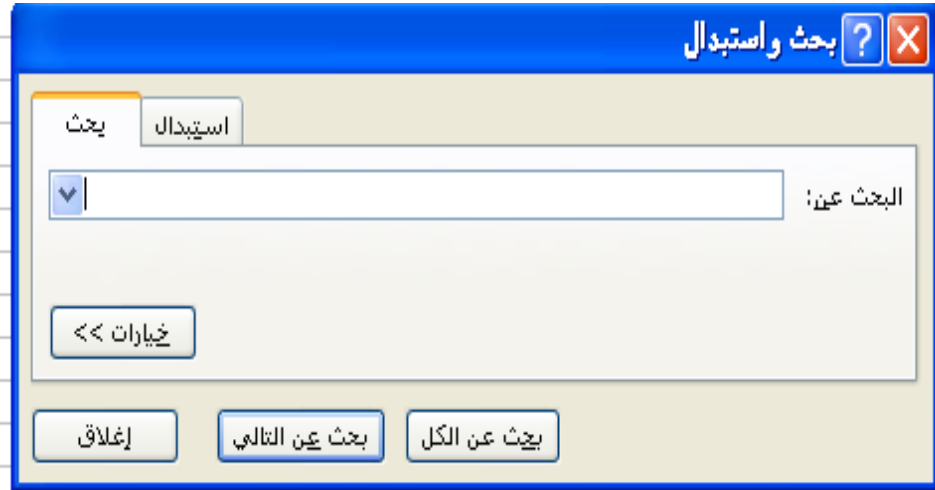 بحث واستبدال
بحث
استبدال
البحث عن:
خيارات >>
بحث عن الكل
بحث عن التالي
إغلاق